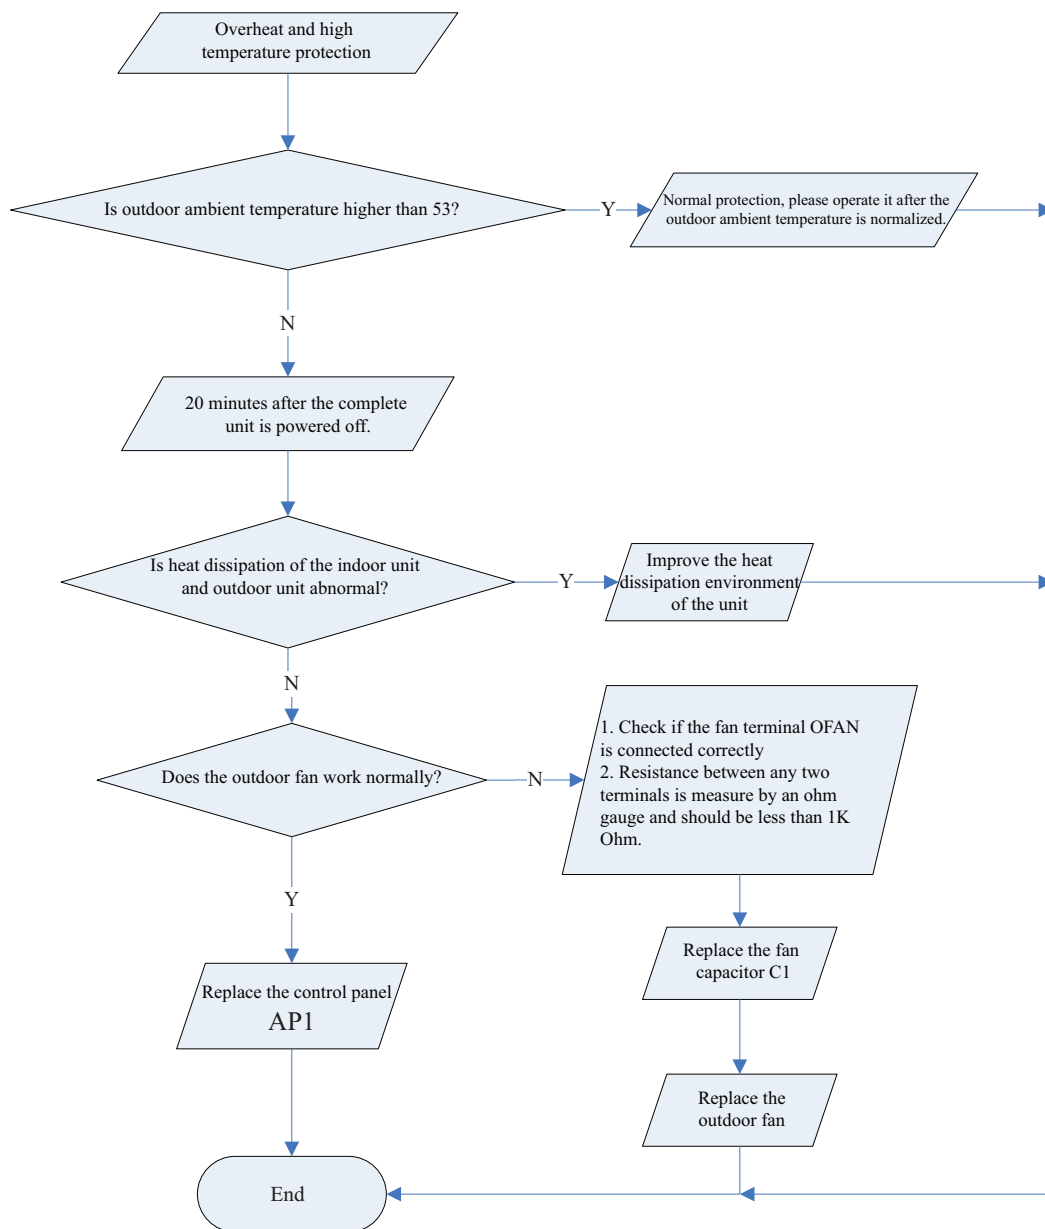 Overheat and high
temperature protection
Is outdoor ambient temperature higher than 53?
Y
Normal protection, please operate it after the
outdoor ambient temperature is normalized.
N
20 minutes after the complete
unit is powered off.
Is heat dissipation of the indoor unit
and outdoor unit abnormal?
Y
Improve the heat
dissipation environment
of the unit
N
Does the outdoor fan work normally?
N
1. Check if the fan terminal OFAN
is connected correctly
2. Resistance between any two
terminals is measure by an ohm
gauge and should be less than 1K
Ohm.
Y
Replace the fan
capacitor C1
Replace the control panel
AP1
Replace the
outdoor fan
End